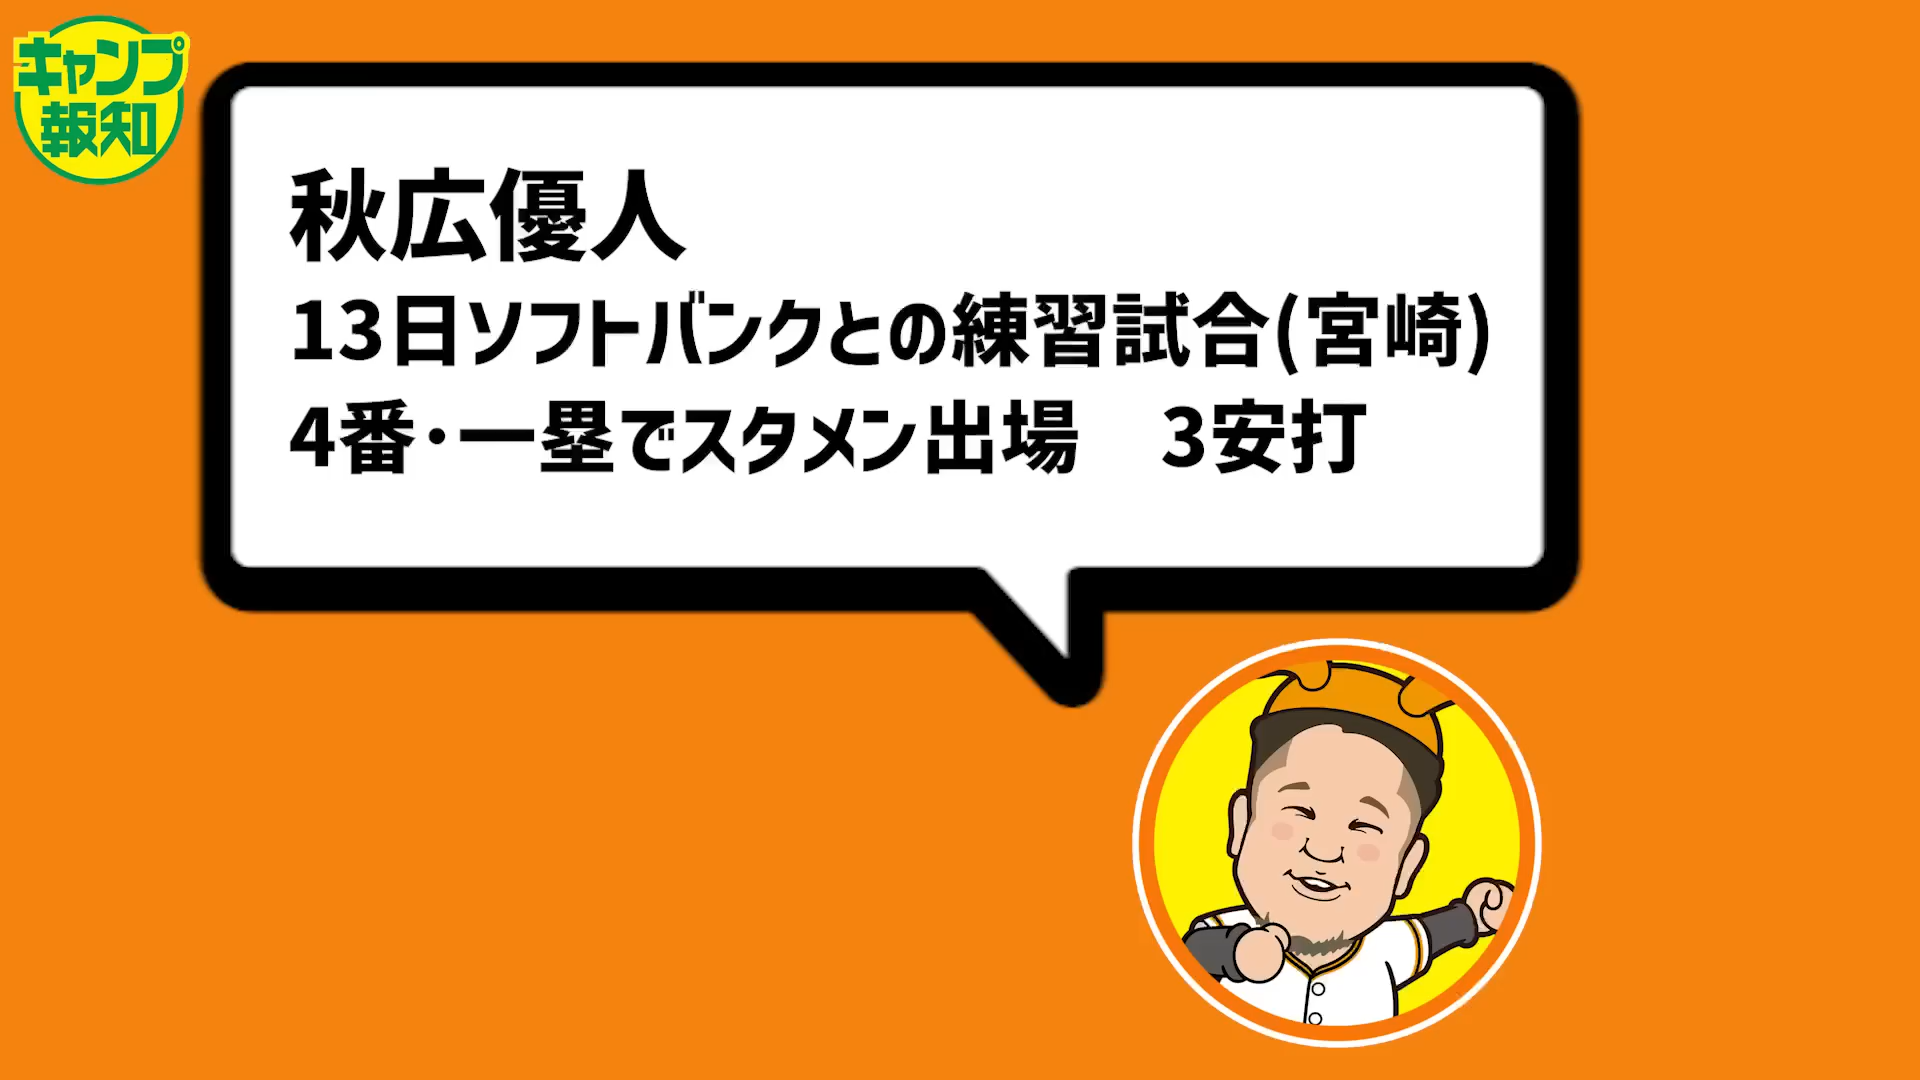 キャンプ
報知
秋広優人
13日ソフトバンクとの練習試合(宮崎)
4番・一塁でスタメン出場　3安打